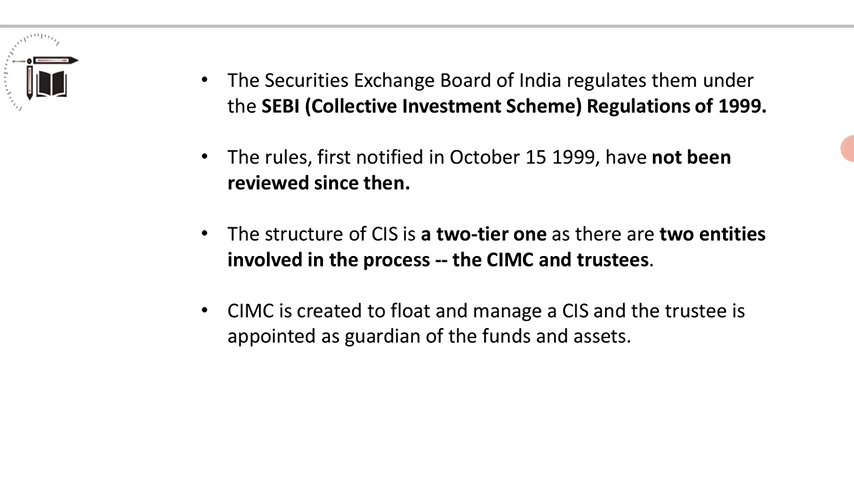 • The Securities Exchange Board of India regulates them under
the SEBI (Collective Investment Scheme) Regulations of 1999.
• The rules, first notified in October 15 1999, have not been
reviewed since then.
• The structure of CIS is a two-tier one as there are two entities
involved in the process -- the CIMC and trustees.
• CIMC is created to float and manage a CIS and the trustee is
appointed as guardian of the funds and assets.